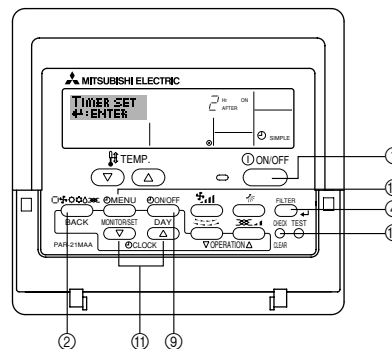 MITSUBISHI ELECTRIC
TIMER SET
:ENTER
2 Hr ON
AFTER
SIMPLE
TEMP.
ON/OFF
MENU
ON/OFF
FILTER
BACK
MONITOR/SET
DAY
CHECK TEST
PAR-21MAA
CLOCK
OPERATION
CLEAR
② ⑪ ⑨